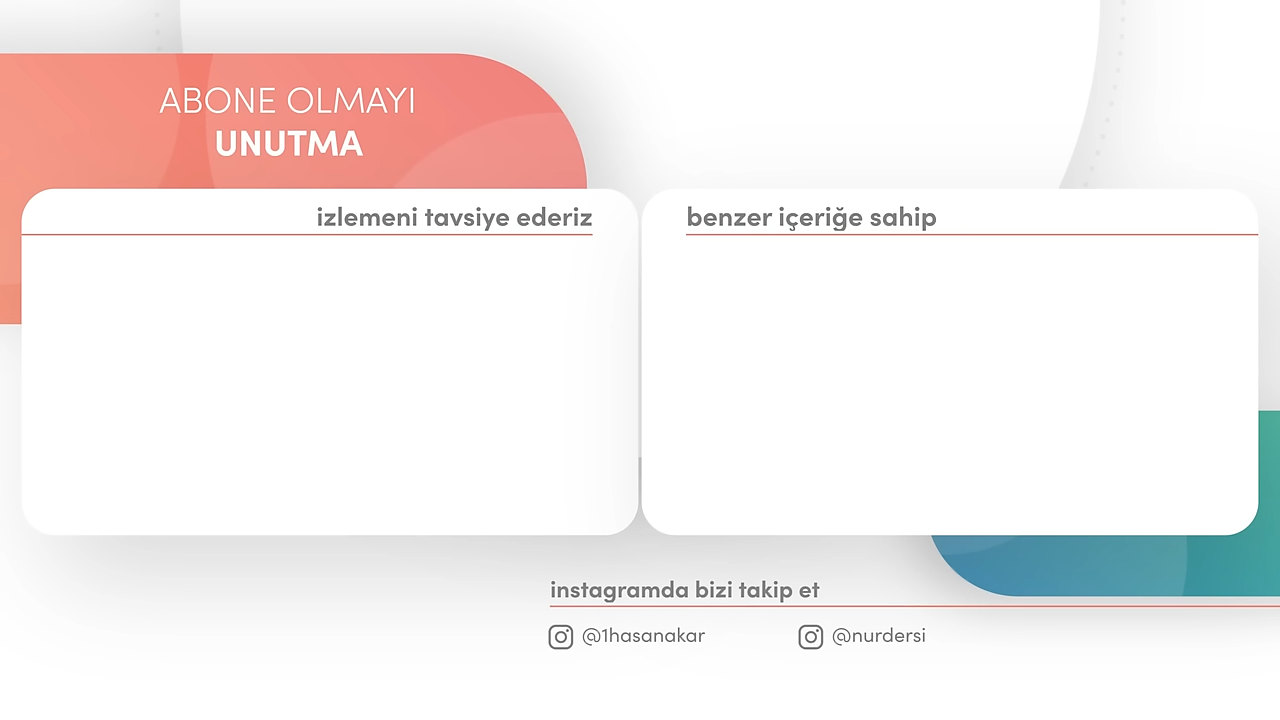 ABONE OLMAYI
UNUTMA
izlemeni tavsiye ederiz
benzer içeriğe sahip
instagramda bizi takip et
@1hasanakar
@nurdersi